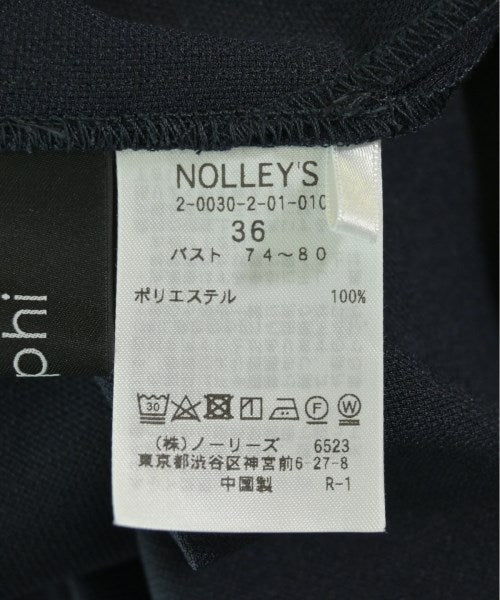 NOLLEY'S
2-0030-2-01-010
36
バスト 74～80
ポリエステル 100%
30 F W
(株)ノーリーズ 6523
東京都渋谷区神宮前6-27-8
中国製 R-1
phi